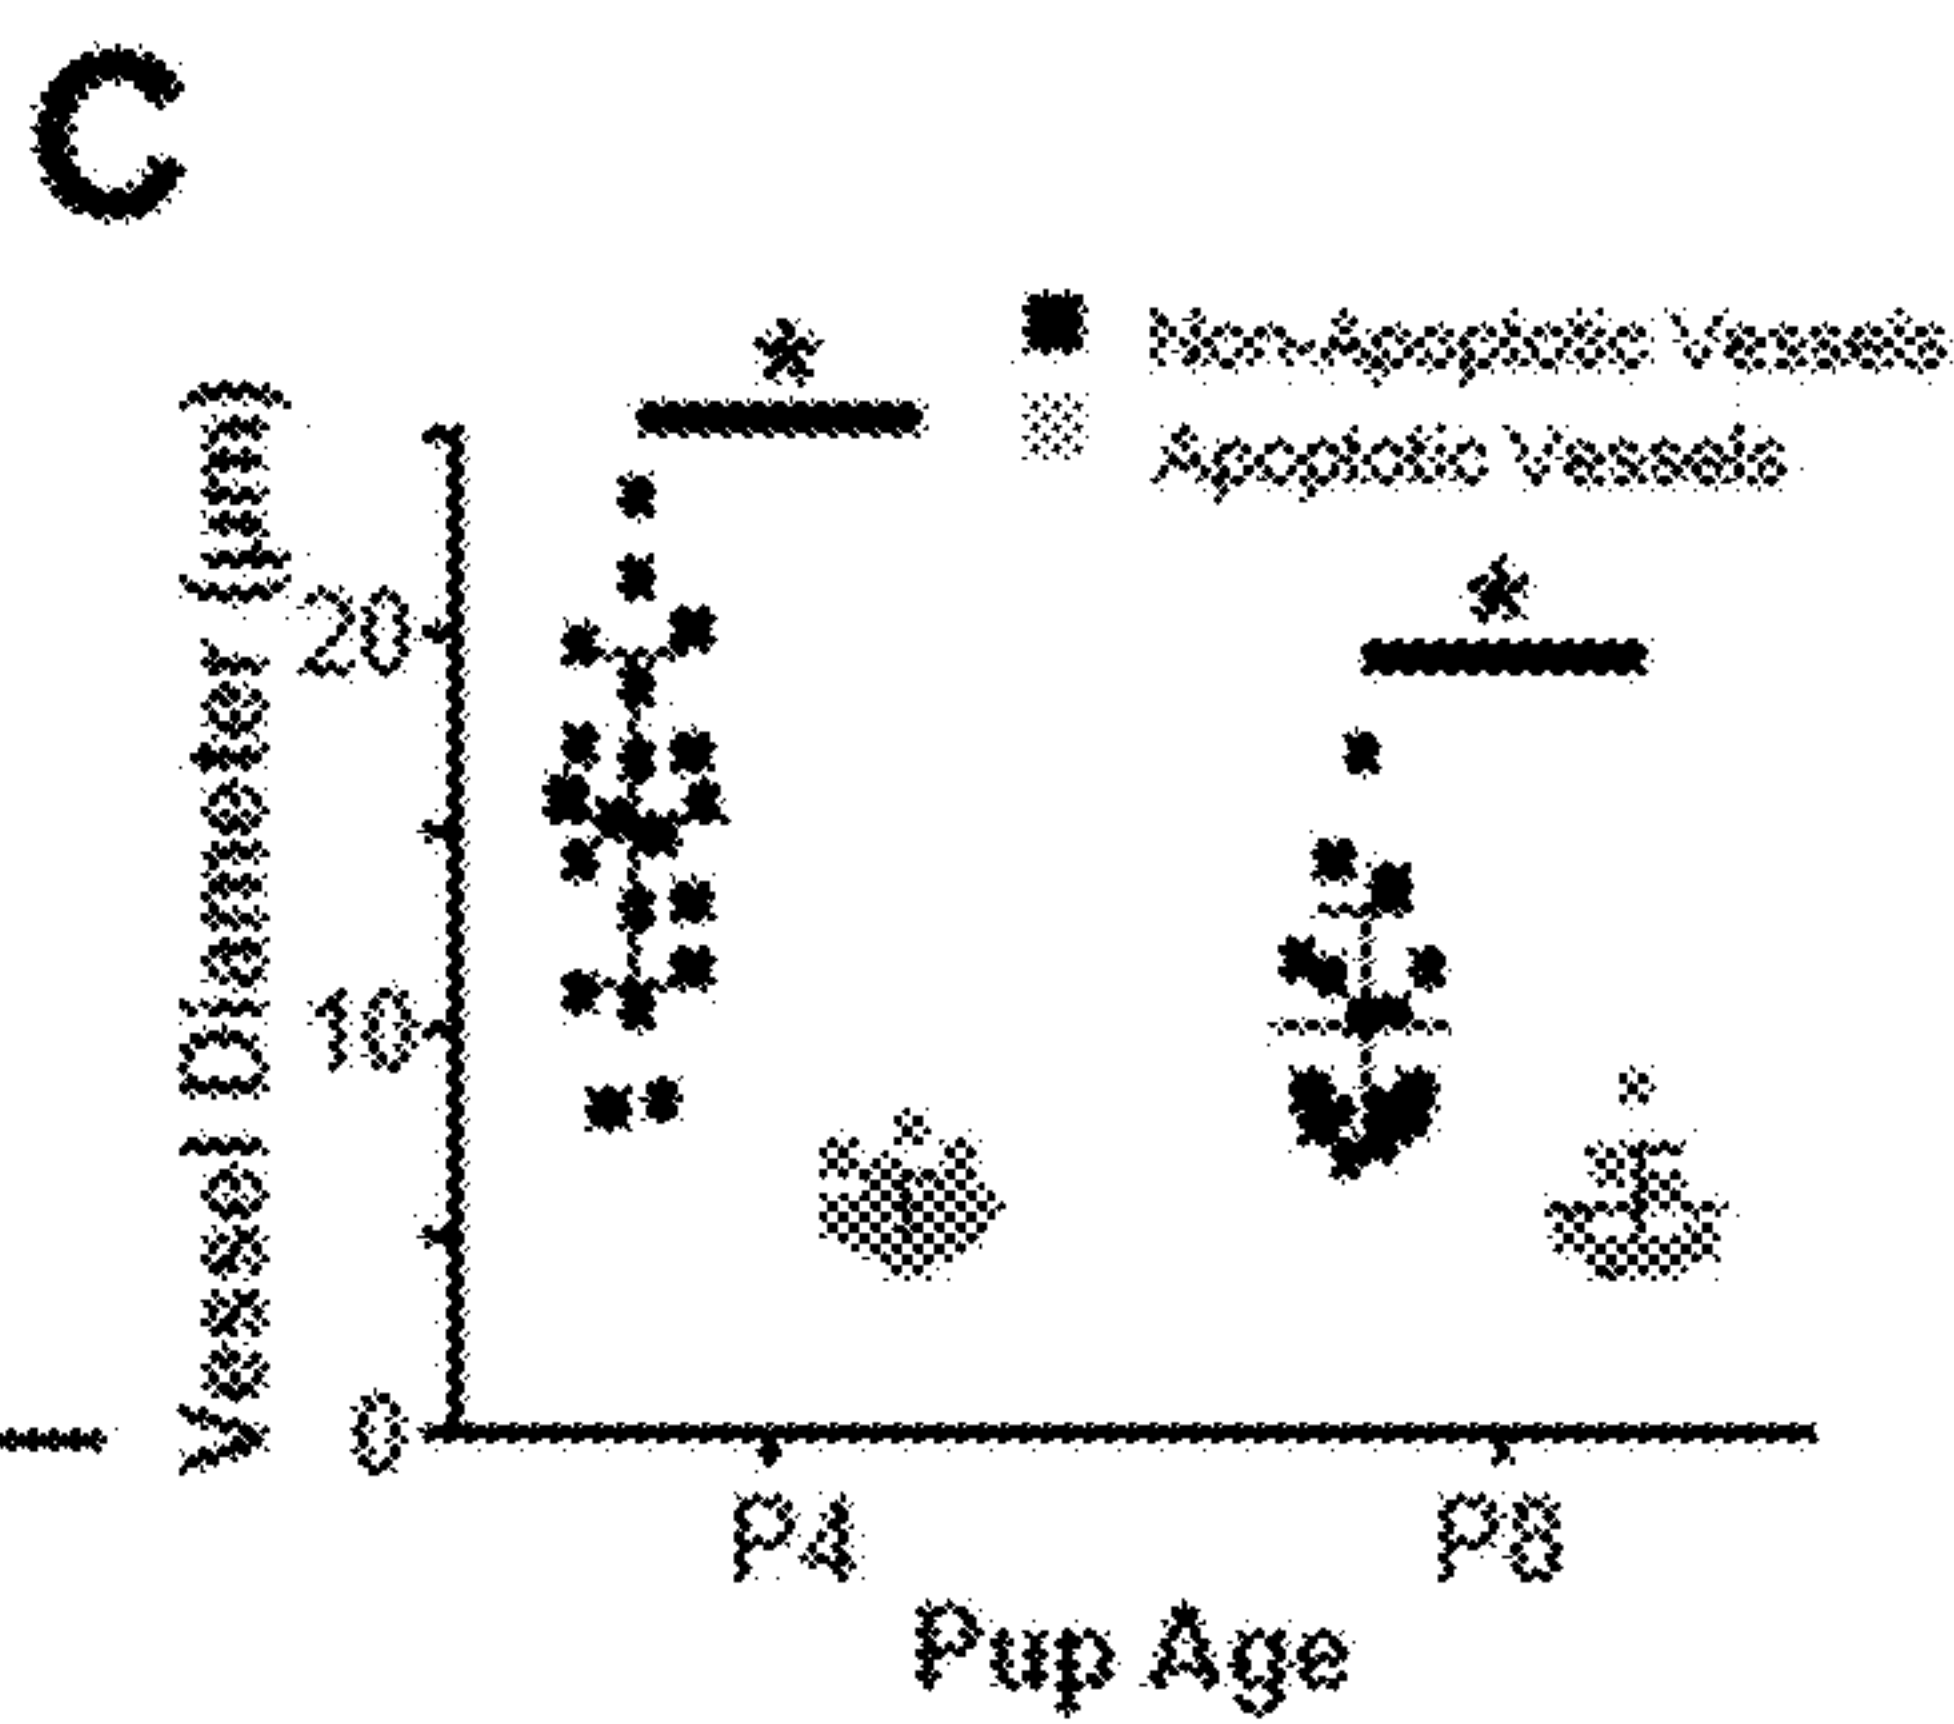 C
*
Non-Apoptotic Vessels
Apoptotic Vessels
*
Vessel Diameter (μm)
20
10
0
P4
P8
Pup Age